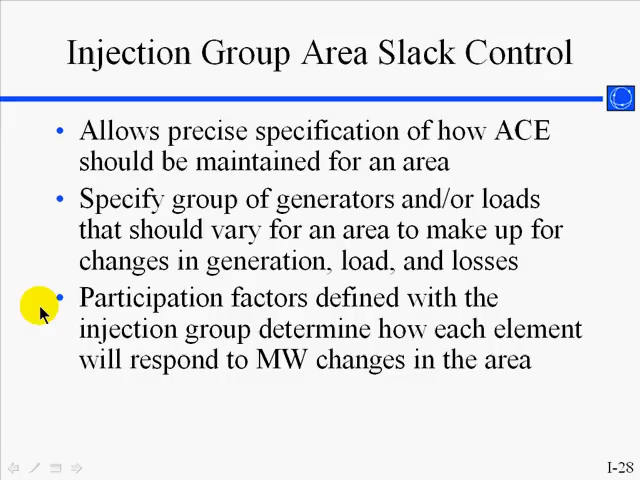 Injection Group Area Slack Control
• Allows precise specification of how ACE
should be maintained for an area
• Specify group of generators and/or loads
that should vary for an area to make up for
changes in generation, load, and losses
• Participation factors defined with the
injection group determine how each element
will respond to MW changes in the area
I-28